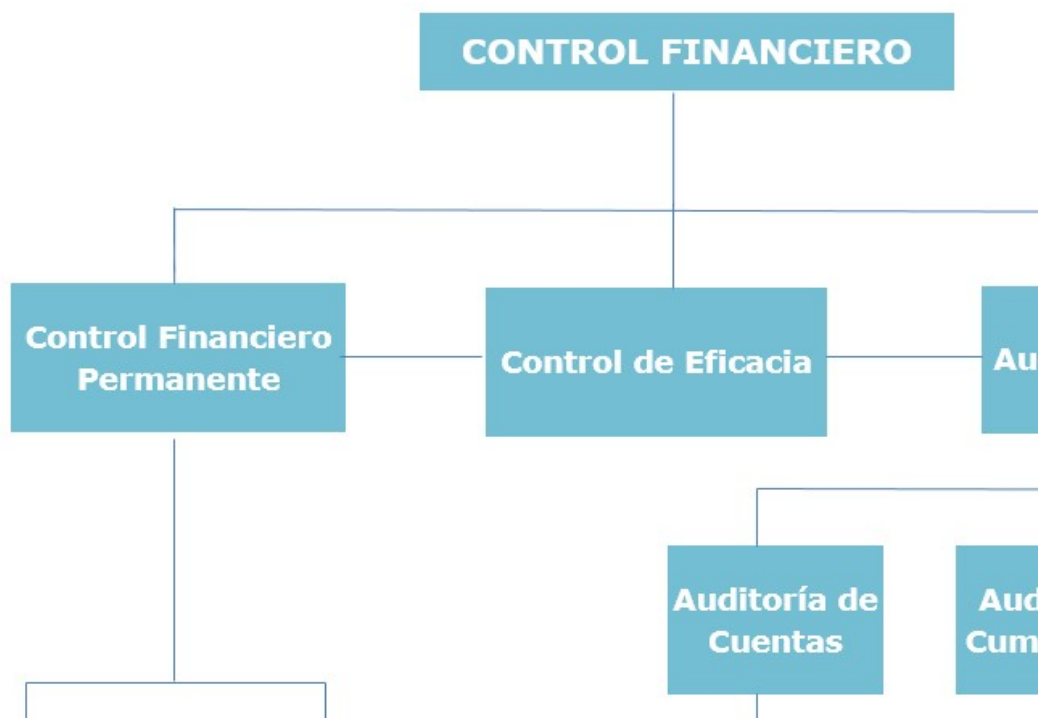 CONTROL FINANCIERO
Control Financiero
Permanente
Control de Eficacia
Auditoría de
Cuentas